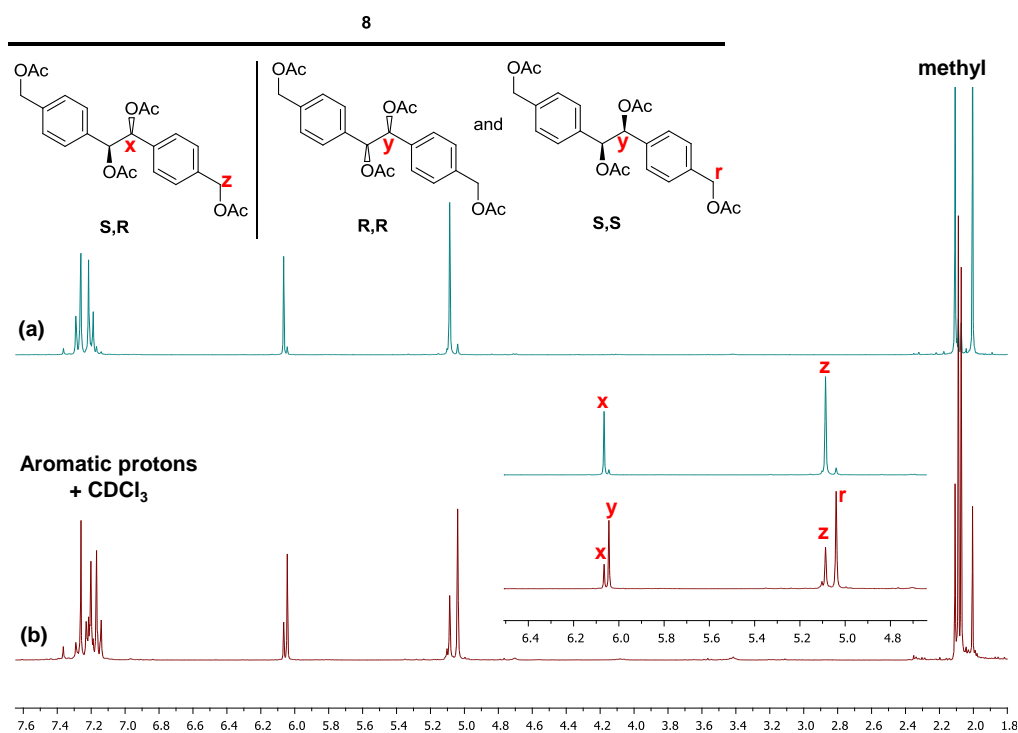 8
methyl
OAc
OAc
x
OAc
z
OAc
S,R
OAc
OAc
y
OAc
OAc
R,R
and
OAc
OAc
y
OAc
r
OAc
S,S
(a)
x
z
Aromatic protons
+ CDCl₃
y
x
r
z
(b)
6.4 6.2 6.0 5.8 5.6 5.4 5.2 5.0 4.8
7.6 7.4 7.2 7.0 6.8 6.6 6.4 6.2 6.0 5.8 5.6 5.4 5.2 5.0 4.8 4.6 4.4 4.2 4.0 3.8 3.6 3.4 3.2 3.0 2.8 2.6 2.4 2.2 2.0 1.8